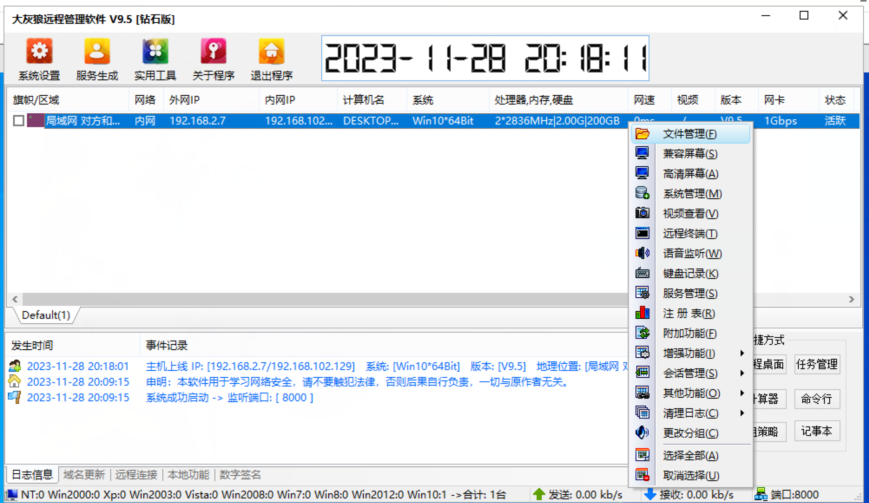 大灰狼远程管理软件 V9.5 [钻石版]
系统设置 服务生成 实用工具 关于程序 退出程序
2023-11-28 20:18:11
旗帜/区域 网络 外网IP 内网IP 计算机名 系统 处理器,内存,硬盘 网速 视频 版本 网卡 状态
局域网 对方和... 内网 192.168.2.7 192.168.102... DESKTOP... Win10*64Bit 2*2836MHz|2.00G|200GB 0ms / V9.5 1Gbps 活跃
文件管理(F)
兼容屏幕(S)
高清屏幕(A)
系统管理(M)
视频查看(V)
远程终端(T)
语音监听(W)
键盘记录(K)
服务管理(S)
注 册 表(R)
附加功能(F)
增强功能(I)
会话管理(S)
其他功能(O)
清理日志(C)
更改分组(C)
选择全部(A)
取消选择(U)
Default(1)
发生时间 事件记录
2023-11-28 20:18:01 主机上线 IP: [192.168.2.7/192.168.102.129] 系统: [Win10*64Bit] 版本: [V9.5] 地理位置: [局域网
2023-11-28 20:09:15 申明: 本软件用于学习网络安全，请不要触犯法律，否则后果自行负责，一切与原作者无关。
2023-11-28 20:09:15 系统成功启动 -> 监听端口: [ 8000 ]
捷方式
程桌面 任务管理
计算器 命令行
组策略 记事本
日志信息 域名更新 远程连接 本地功能 数字签名
NT:0 Win2000:0 Xp:0 Win2003:0 Vista:0 Win2008:0 Win7:0 Win8:0 Win2012:0 Win10:1 ->合计: 1台 发送: 0.00 kb/s 接收: 0.00 kb/s 端口:8000